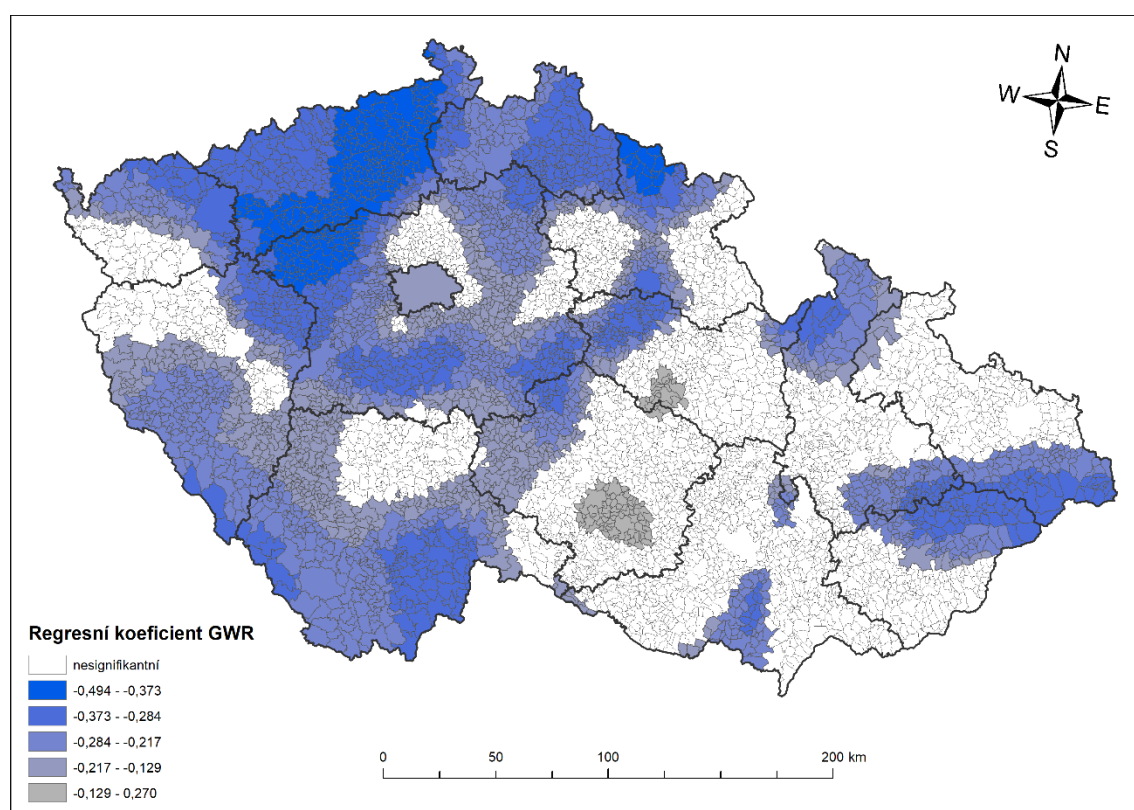 N
W E
S
Regresní koeficient GWR
nesignifikantní
-0,494 - -0,373
-0,373 - -0,284
-0,284 - -0,217
-0,217 - -0,129
-0,129 - 0,270
0 50 100 200 km